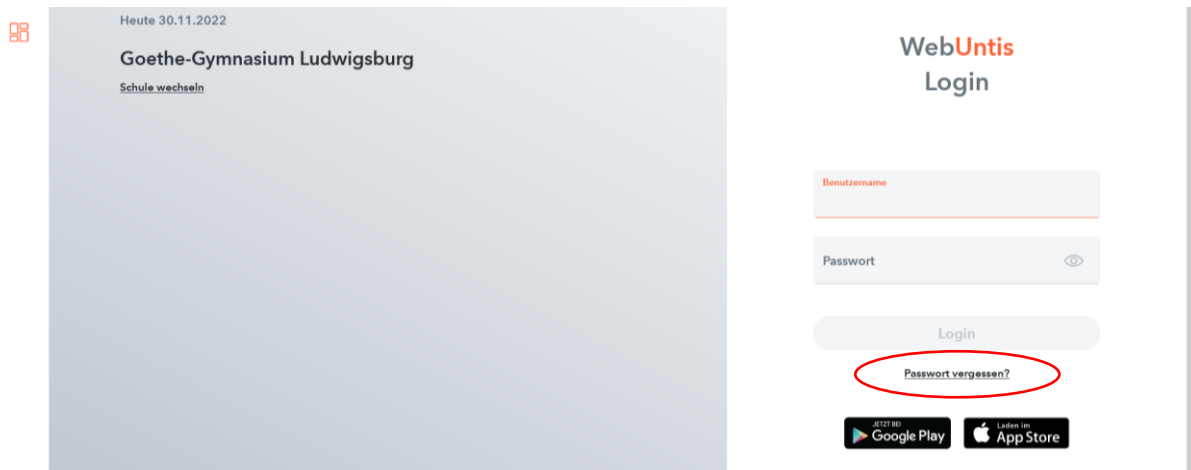 Heute 30.11.2022
Goethe-Gymnasium Ludwigsburg
Schule wechseln
WebUntis
Login
Benutzername
Passwort
Login
Passwort vergessen?
JETZT BEI
Google Play
Laden im
App Store